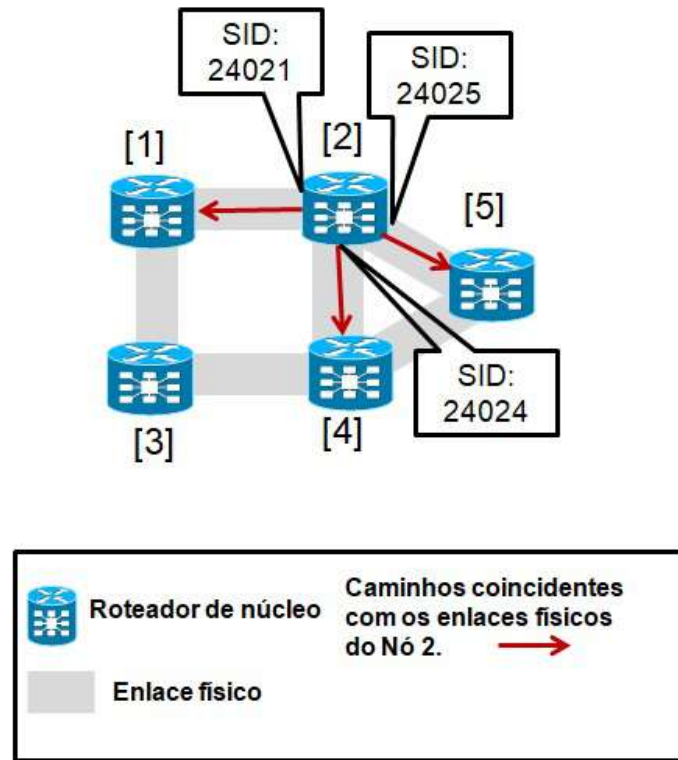 SID:
24021
SID:
24025
[1]
[2]
[5]
SID:
24024
[3]
[4]
Roteador de núcleo
Caminhos coincidentes
com os enlaces físicos
do Nó 2.
Enlace físico